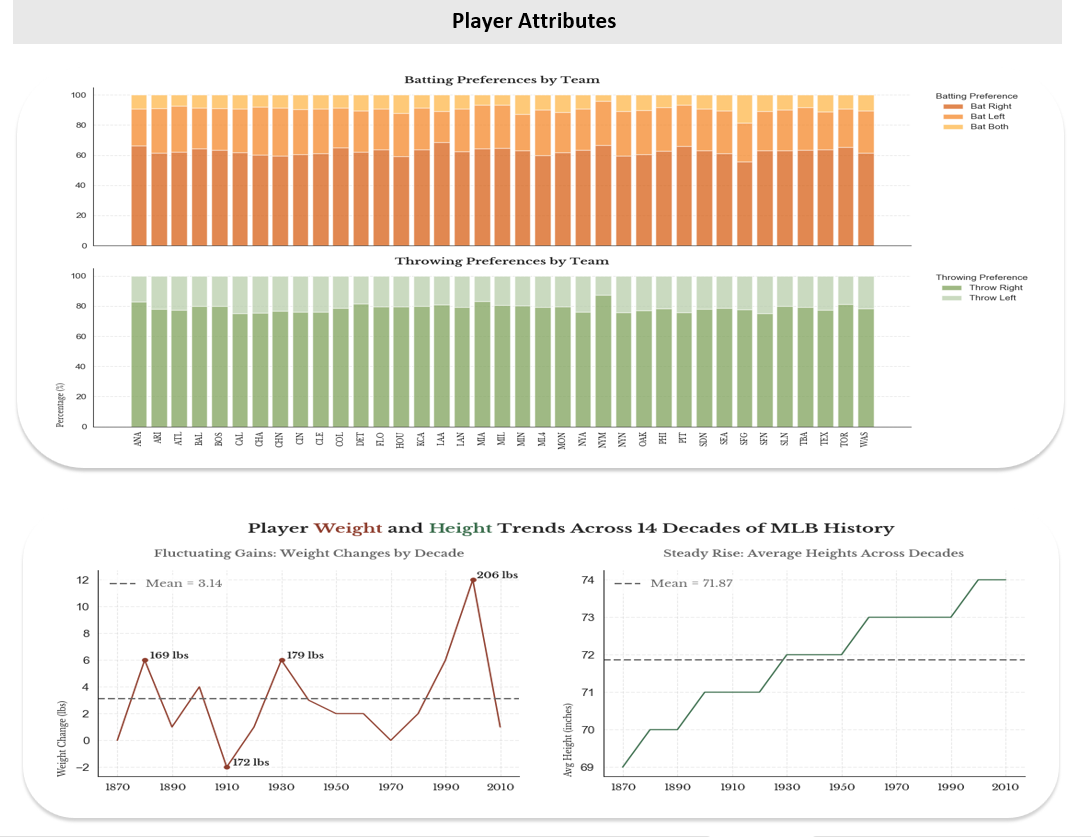 Player Attributes
Batting Preferences by Team
100
80
60
40
20
0
Batting Preference
Bat Right
Bat Left
Bat Both
Throwing Preferences by Team
100
80
60
40
20
0
Percentage (%)
Throwing Preference
Throw Right
Throw Left
ANA ARI ATL BAL BOS CAL CHA CHN CIN CLE COL DET FLO HOU KCA LAA LAN MIA MIL MIN ML4 MON NYA NYM NYN OAK PHI PIT SDN SEA SFG SFN SLN TBA TEX TOR WAS
Player Weight and Height Trends Across 14 Decades of MLB History
Fluctuating Gains: Weight Changes by Decade
12
10
8
6
4
2
0
−2
Weight Change (lbs)
Mean = 3.14
206 lbs
169 lbs
179 lbs
172 lbs
1870 1890 1910 1930 1950 1970 1990 2010
Steady Rise: Average Heights Across Decades
74
73
72
71
70
69
Avg Height (inches)
Mean = 71.87
1870 1890 1910 1930 1950 1970 1990 2010